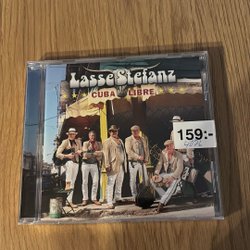 Lasse Stefanz
CUBA LIBRE
159:-